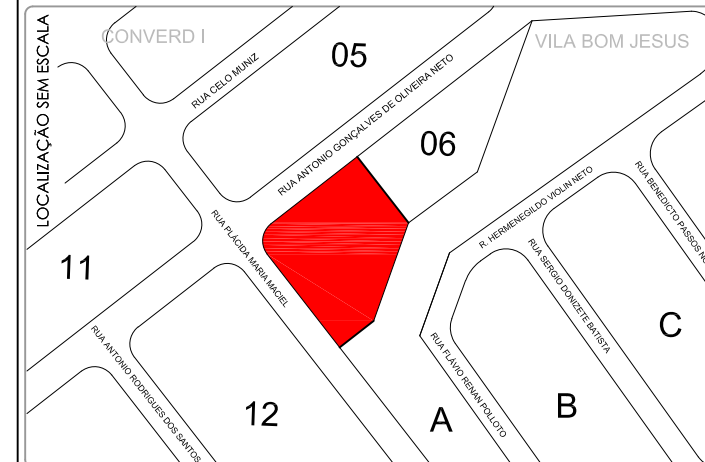 LOCALIZAÇÃO SEM ESCALA
CONVERD I
VILA BOM JESUS
05
RUA CELO MUNIZ
RUA ANTONIO GONÇALVES DE OLIVEIRA NETO
06
R. HERMENEGILDO VIOLIN NETO
RUA BENEDICTO PASSOS
RUA PLÁCIDA MARIA MACIEL
RUA SERGIO DONIZETE BATISTA
11
C
RUA ANTONIO RODRIGUES DOS SANTOS
RUA FLÁVIO RENAN POLLOTO
12
A
B